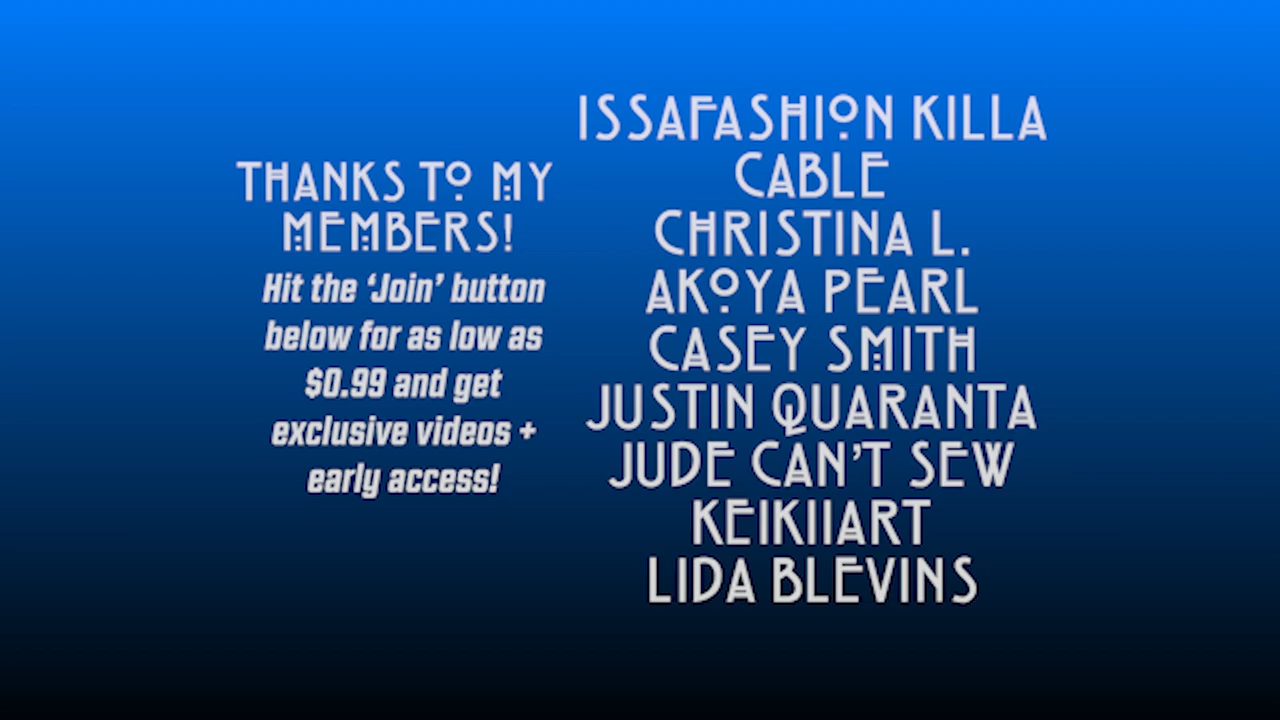 THANKS TO MY
MEMBERS!
Hit the ‘Join’ button
below for as low as
$0.99 and get
exclusive videos +
early access!
ISSAFASHION KILLA
CABLE
CHRISTINA L.
AKOYA PEARL
CASEY SMITH
JUSTIN QUARANTA
JUDE CAN’T SEW
KEIKIIART
LIDA BLEVINS